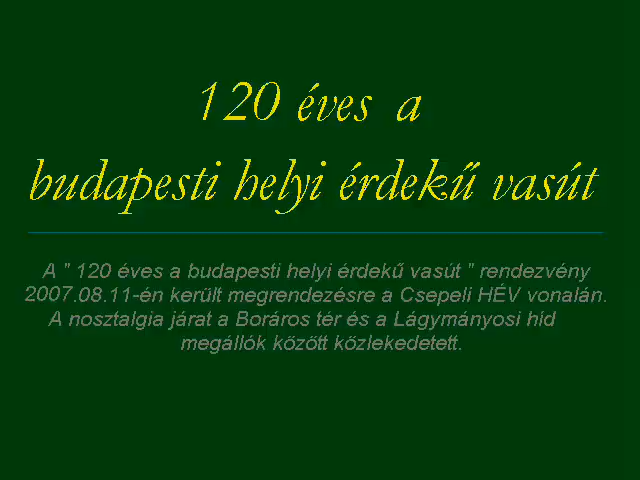 120 éves a
budapesti helyi érdekű vasút
A " 120 éves a budapesti helyi érdekű vasút " rendezvény
2007.08.11-én került megrendezésre a Csepeli HÉV vonalán.
A nosztalgia járat a Boráros tér és a Lágymányosi híd
megállók között közlekedetett.